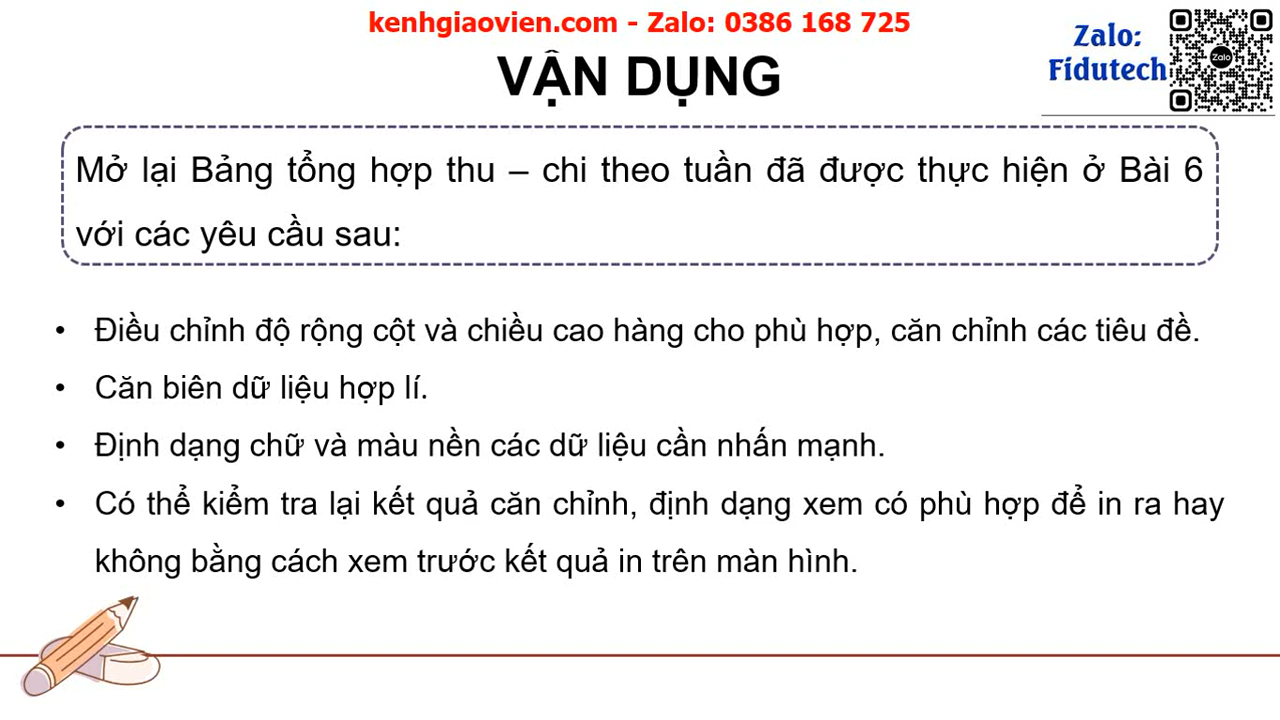 kenhgiaovien.com - Zalo: 0386 168 725
Zalo:
Fidutech
Zalo
VẬN DỤNG
Mở lại Bảng tổng hợp thu – chi theo tuần đã được thực hiện ở Bài 6
với các yêu cầu sau:
• Điều chỉnh độ rộng cột và chiều cao hàng cho phù hợp, căn chỉnh các tiêu đề.
• Căn biên dữ liệu hợp lí.
• Định dạng chữ và màu nền các dữ liệu cần nhấn mạnh.
• Có thể kiểm tra lại kết quả căn chỉnh, định dạng xem có phù hợp để in ra hay
không bằng cách xem trước kết quả in trên màn hình.